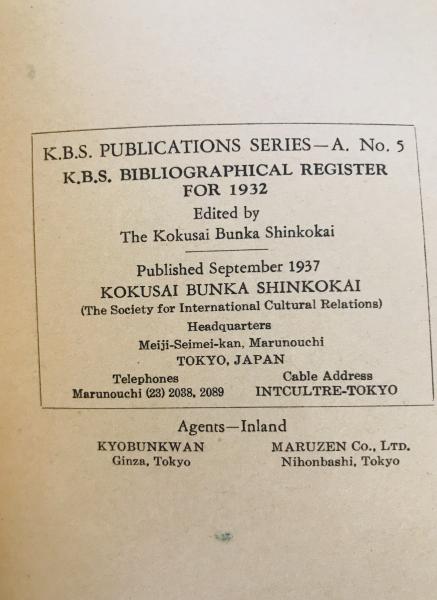 K.B.S. PUBLICATIONS SERIES—A. No. 5
K.B.S. BIBLIOGRAPHICAL REGISTER
FOR 1932
Edited by
The Kokusai Bunka Shinkokai
Published September 1937
KOKUSAI BUNKA SHINKOKAI
(The Society for International Cultural Relations)
Headquarters
Meiji-Seimei-kan, Marunouchi
TOKYO, JAPAN
Telephones Cable Address
Marunouchi (23) 2038, 2089 INTCULTRE-TOKYO
Agents—Inland
KYOBUNKWAN MARUZEN Co., LTD.
Ginza, Tokyo Nihonbashi, Tokyo